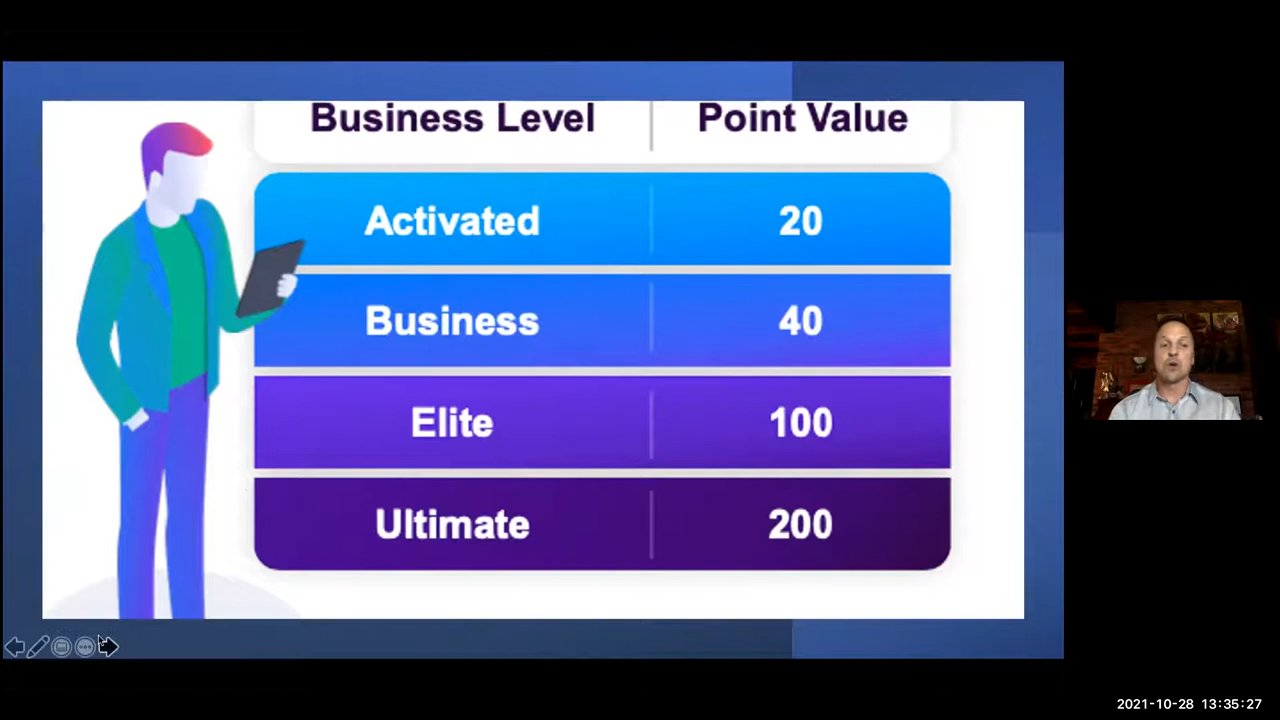 Business Level Point Value
Activated 20
Business 40
Elite 100
Ultimate 200
2021-10-28 13:35:27